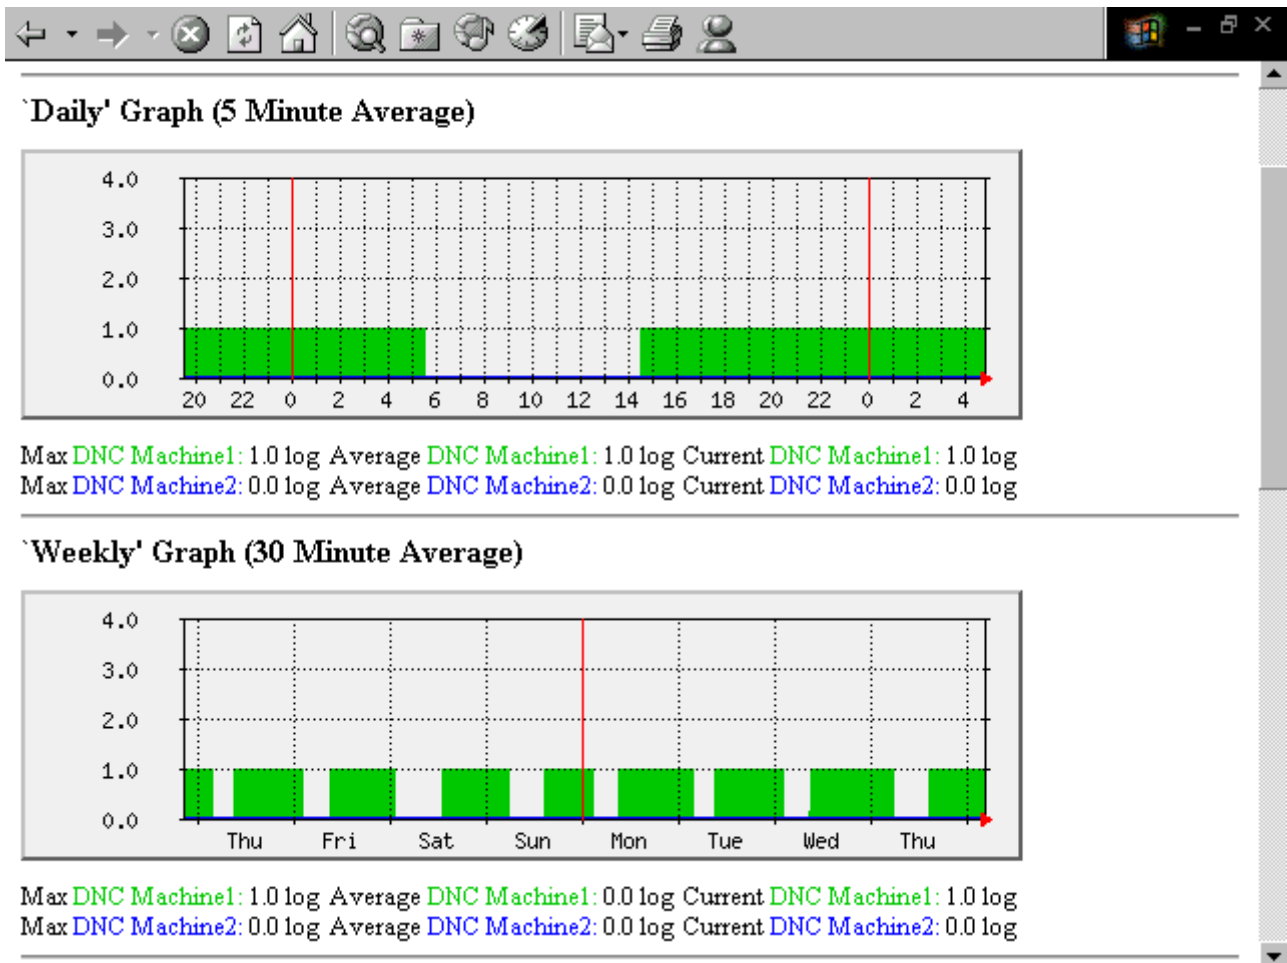 `Daily' Graph (5 Minute Average)
4.0
3.0
2.0
1.0
0.0
20 22 0 2 4 6 8 10 12 14 16 18 20 22 0 2 4
Max DNC Machine1: 1.0 log Average DNC Machine1: 1.0 log Current DNC Machine1: 1.0 log
Max DNC Machine2: 0.0 log Average DNC Machine2: 0.0 log Current DNC Machine2: 0.0 log
`Weekly' Graph (30 Minute Average)
4.0
3.0
2.0
1.0
0.0
Thu Fri Sat Sun Mon Tue Wed Thu
Max DNC Machine1: 1.0 log Average DNC Machine1: 0.0 log Current DNC Machine1: 1.0 log
Max DNC Machine2: 0.0 log Average DNC Machine2: 0.0 log Current DNC Machine2: 0.0 log